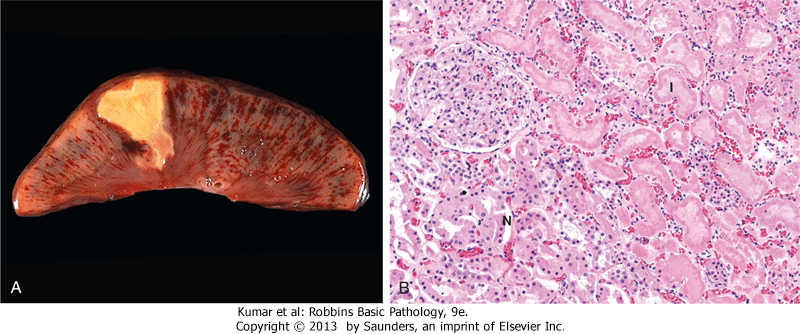 A
I
N
B
Kumar et al: Robbins Basic Pathology, 9e.
Copyright © 2013 by Saunders, an imprint of Elsevier Inc.